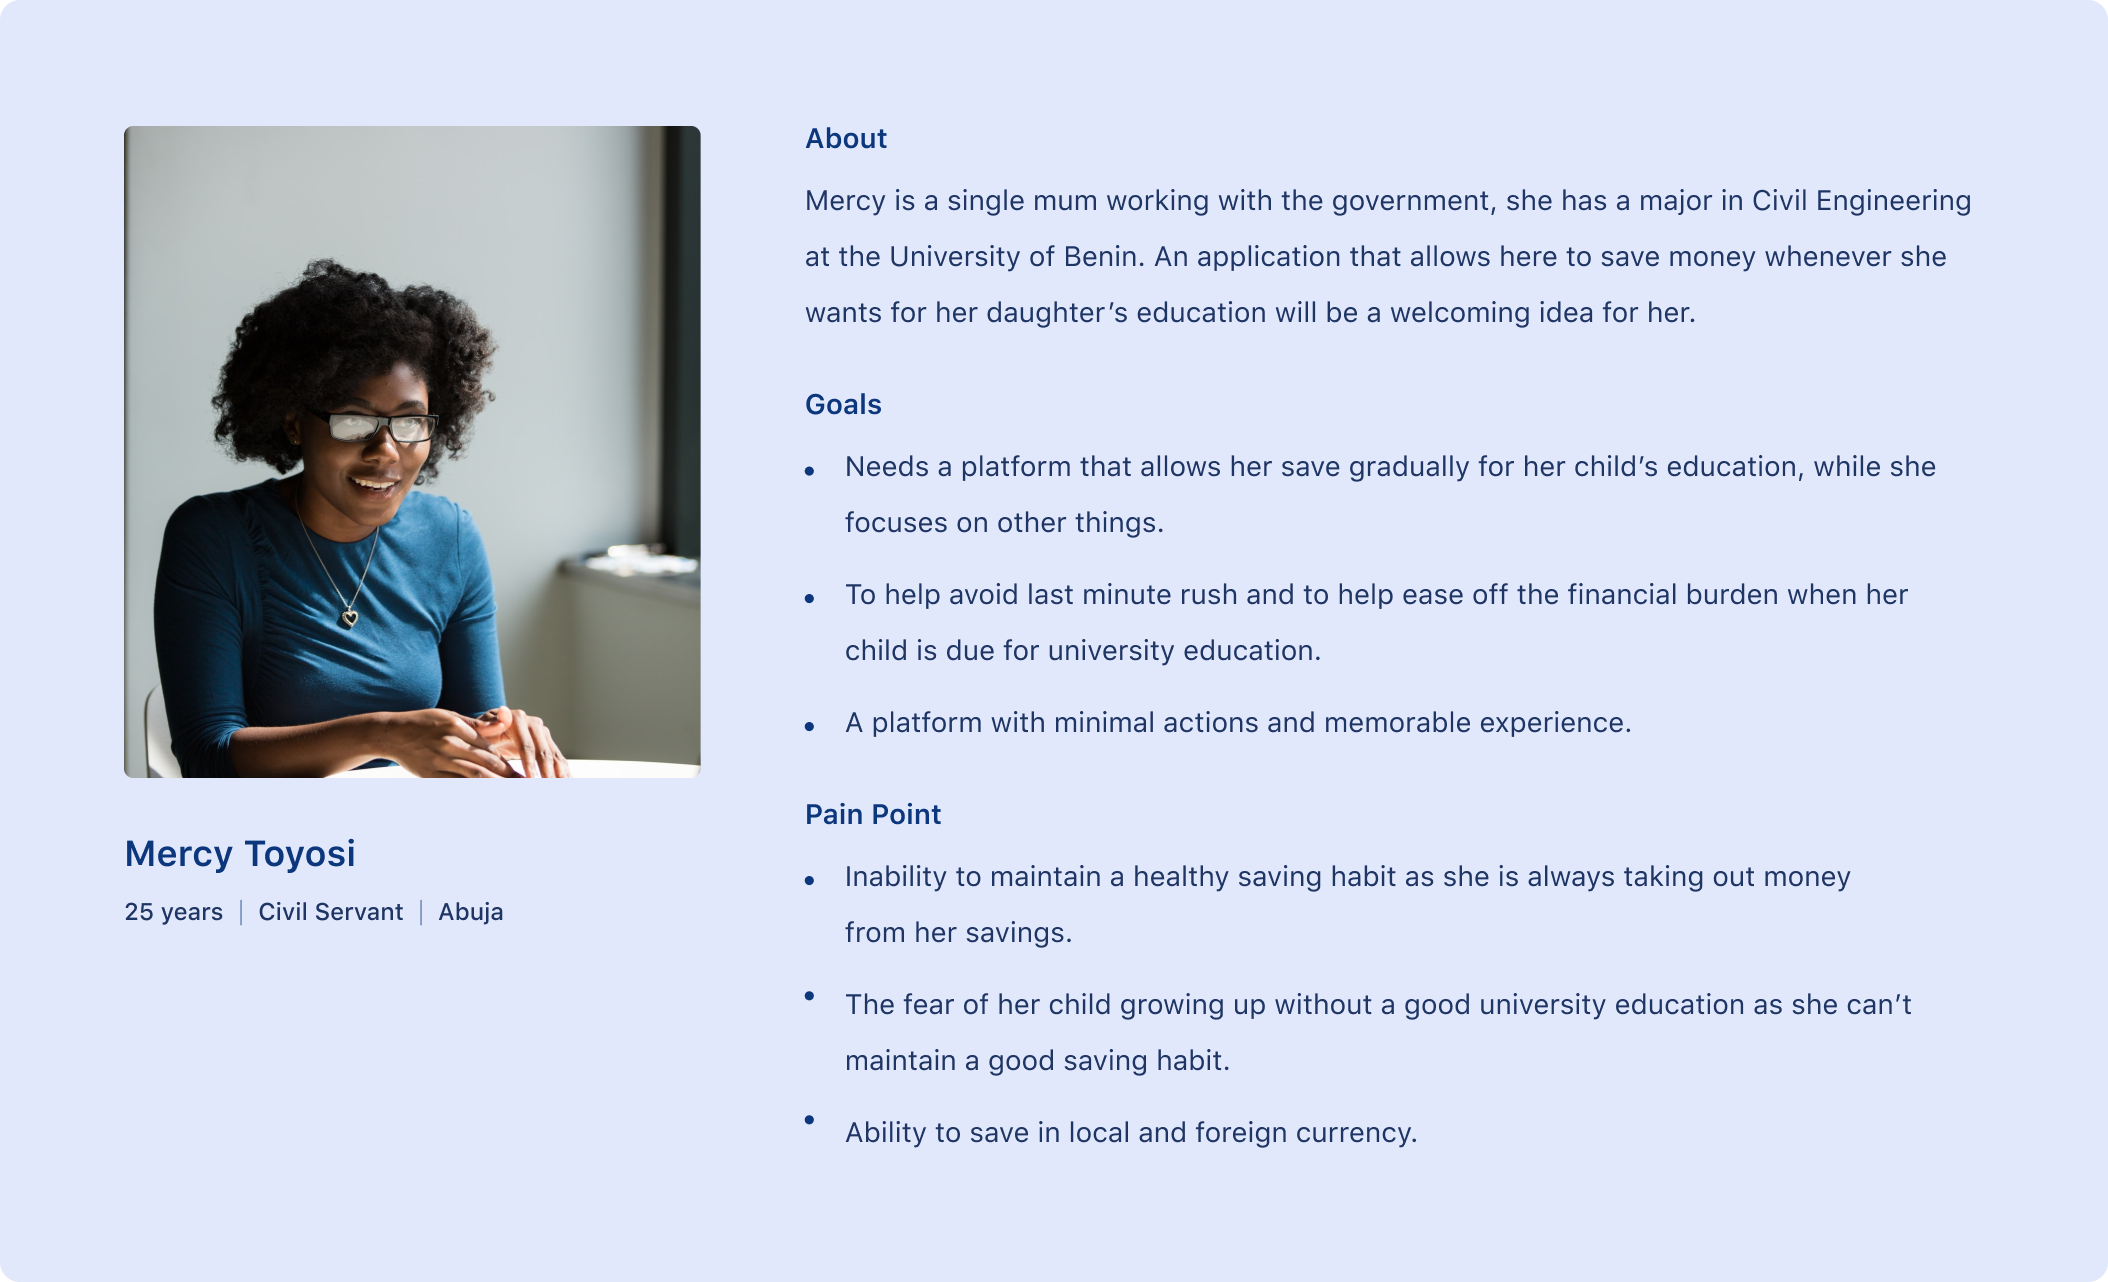 About
Mercy is a single mum working with the government, she has a major in Civil Engineering
at the University of Benin. An application that allows here to save money whenever she
wants for her daughter’s education will be a welcoming idea for her.
Goals
• Needs a platform that allows her save gradually for her child’s education, while she
focuses on other things.
• To help avoid last minute rush and to help ease off the financial burden when her
child is due for university education.
• A platform with minimal actions and memorable experience.
Pain Point
• Inability to maintain a healthy saving habit as she is always taking out money
from her savings.
• The fear of her child growing up without a good university education as she can’t
maintain a good saving habit.
• Ability to save in local and foreign currency.
Mercy Toyosi
25 years | Civil Servant | Abuja